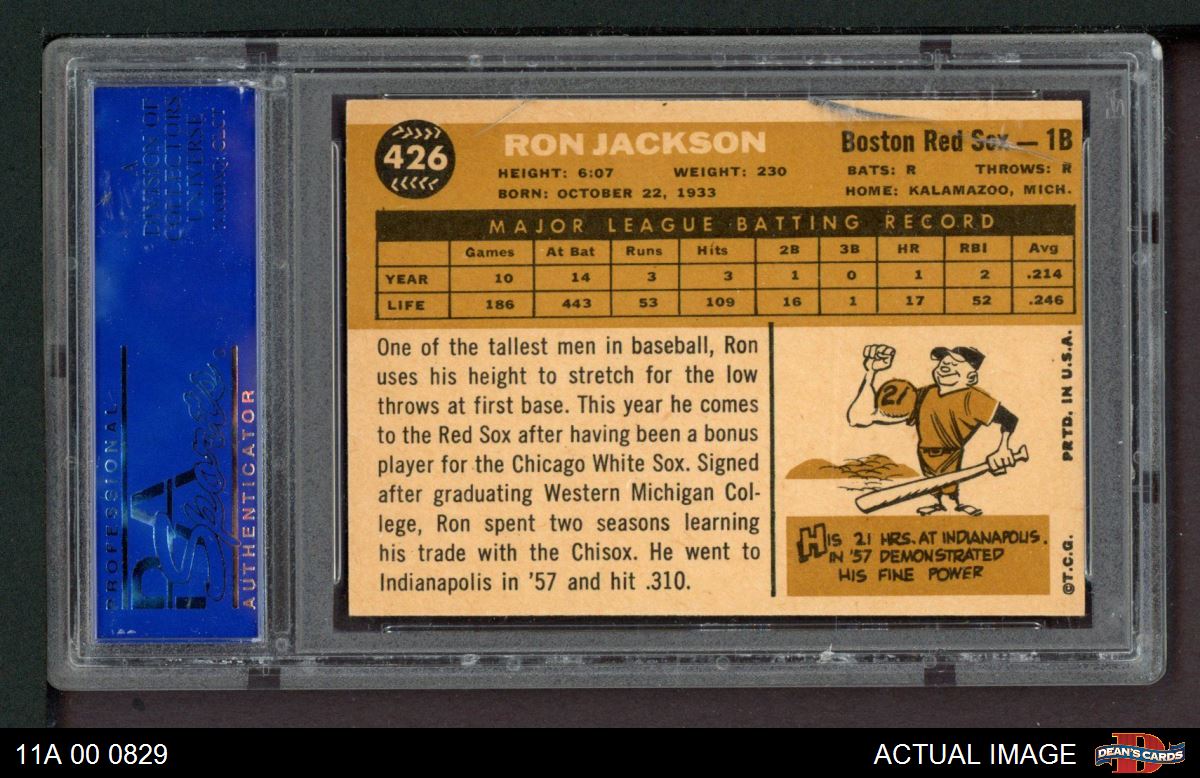 A
DIVISION OF
COLLECTORS
UNIVERSE
NASDAQ: CLCT
PROFESSIONAL
PSA
AUTHENTICATOR
426
RON JACKSON
Boston Red Sox — 1B
HEIGHT: 6:07 WEIGHT: 230 BATS: R THROWS: R
BORN: OCTOBER 22, 1933 HOME: KALAMAZOO, MICH.
MAJOR LEAGUE BATTING RECORD
Games At Bat Runs Hits 2B 3B HR RBI Avg
YEAR 10 14 3 3 1 0 1 2 .214
LIFE 186 443 53 109 16 1 17 52 .246
One of the tallest men in baseball, Ron
uses his height to stretch for the low
throws at first base. This year he comes
to the Red Sox after having been a bonus
player for the Chicago White Sox. Signed
after graduating Western Michigan Col-
lege, Ron spent two seasons learning
his trade with the Chisox. He went to
Indianapolis in '57 and hit .310.
21
HIS 21 HRS. AT INDIANAPOLIS.
IN '57 DEMONSTRATED
HIS FINE POWER
©T.C.G. PRTD. IN U.S.A.
11A 00 0829
ACTUAL IMAGE
DEAN'S CARDS